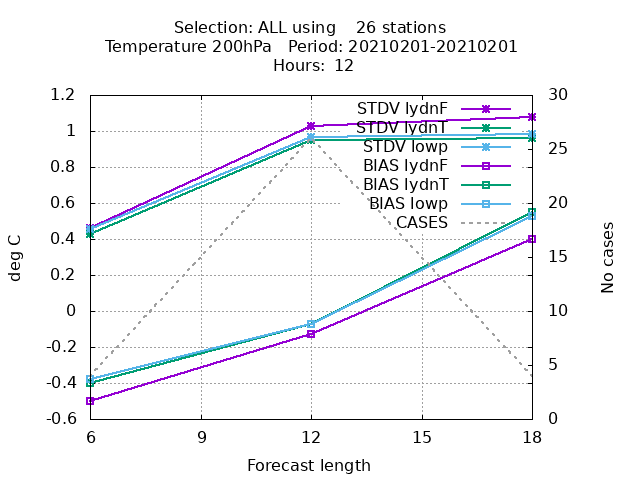 Selection: ALL using 26 stations
Temperature 200hPa Period: 20210201-20210201
Hours: 12
1.2
1
0.8
0.6
0.4
0.2
0
-0.2
-0.4
-0.6
30
25
20
15
10
5
0
STDV lydnF
STDV lydnT
STDV lowp
BIAS lydnF
BIAS lydnT
BIAS lowp
CASES
deg C
No cases
6 9 12 15 18
Forecast length